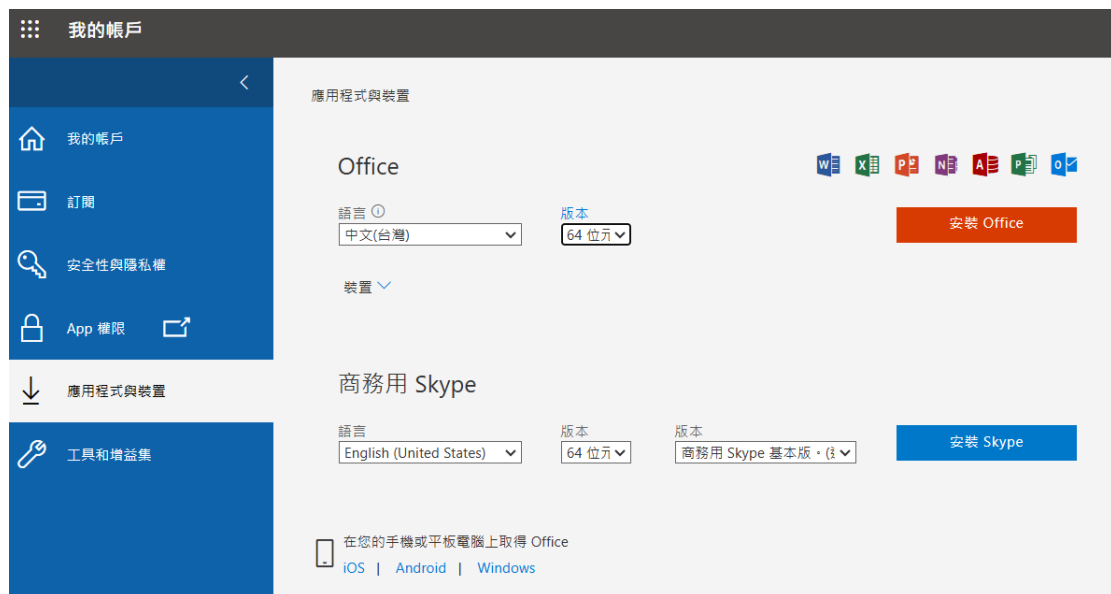 我的帳戶
我的帳戶
訂閱
安全性與隱私權
App 權限
應用程式與裝置
工具和增益集
應用程式與裝置
Office
語言
中文(台灣)
版本
64 位元
安裝 Office
裝置
商務用 Skype
語言
English (United States)
版本
64 位元
版本
商務用 Skype 基本版。(
安裝 Skype
在您的手機或平板電腦上取得 Office
iOS | Android | Windows